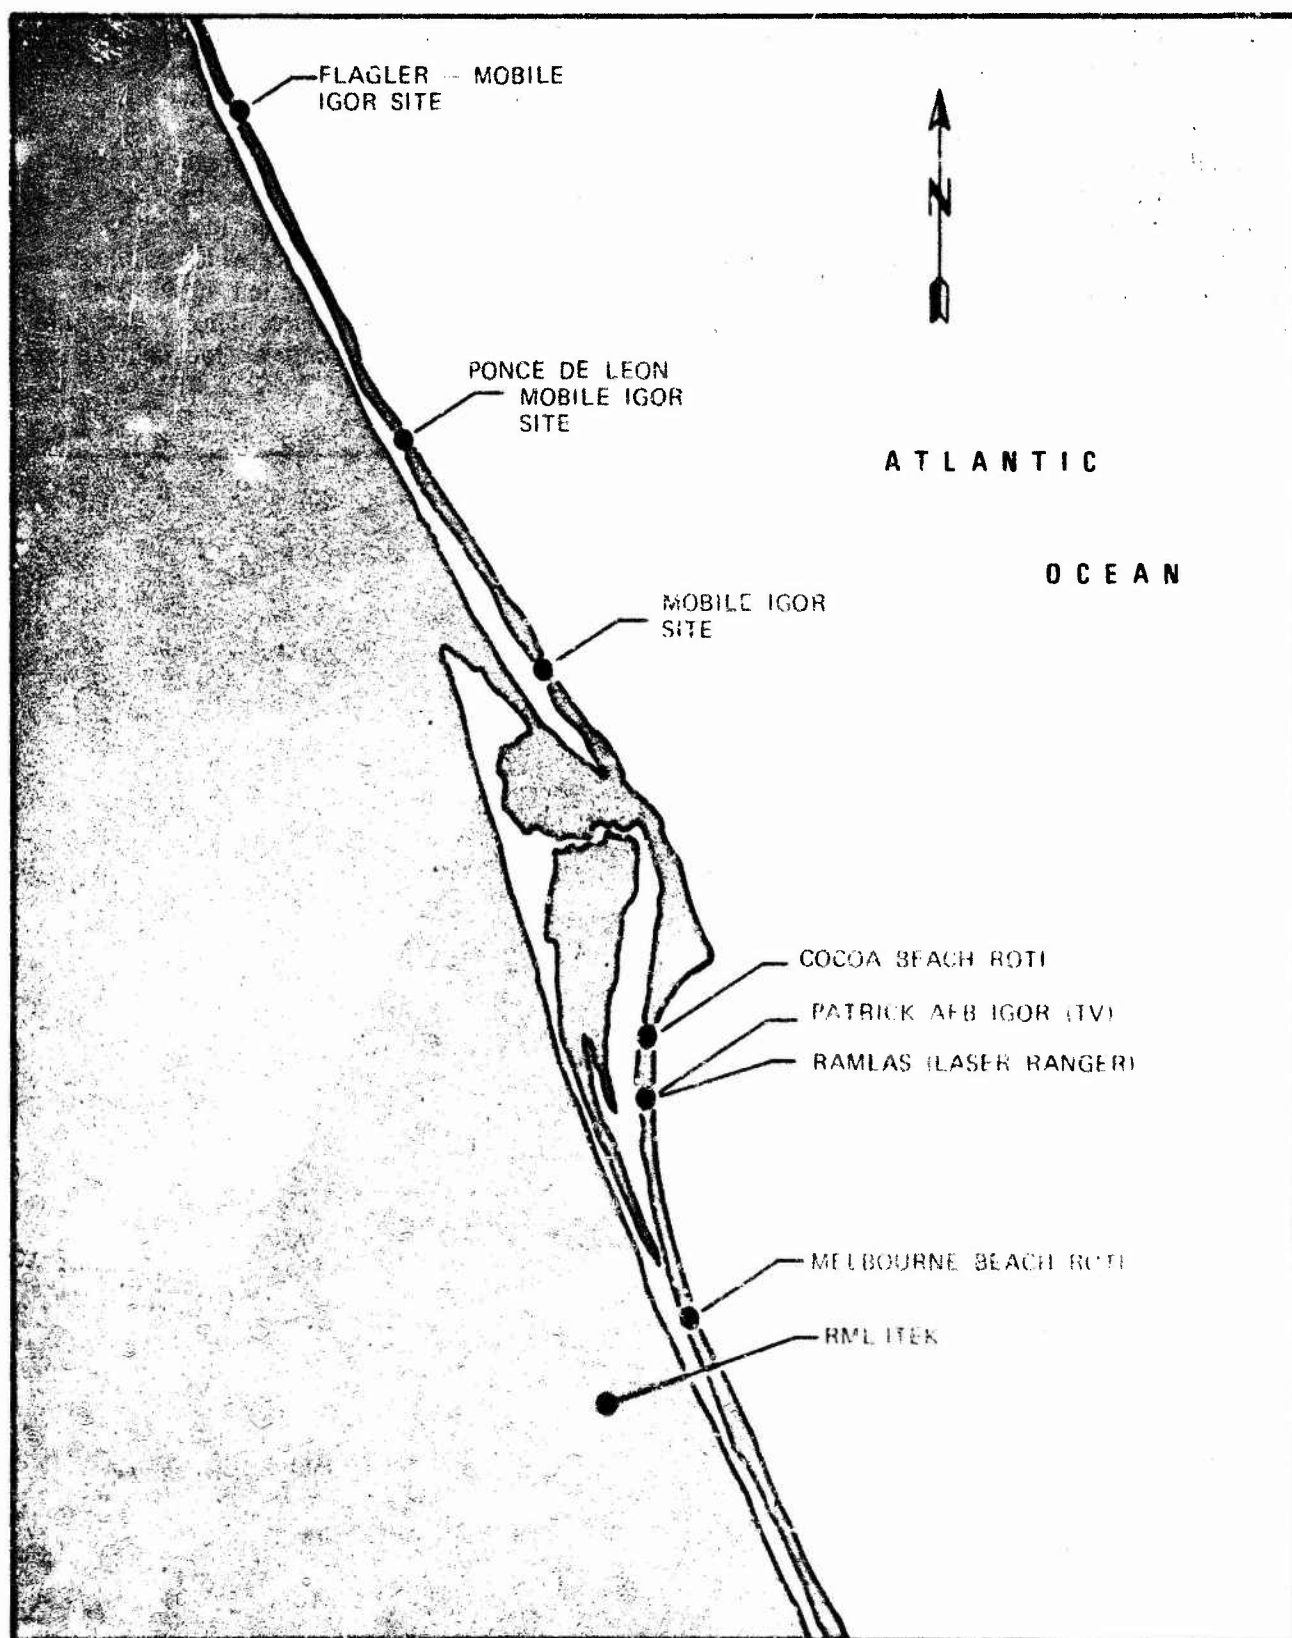 FLAGLER - MOBILE
IGOR SITE
N
PONCE DE LEON
MOBILE IGOR
SITE
ATLANTIC
OCEAN
MOBILE IGOR
SITE
COCOA BEACH ROTI
PATRICK AFB IGOR (TV)
RAMLAS (LASER RANGER)
MELBOURNE BEACH ROTI
RML ITEK